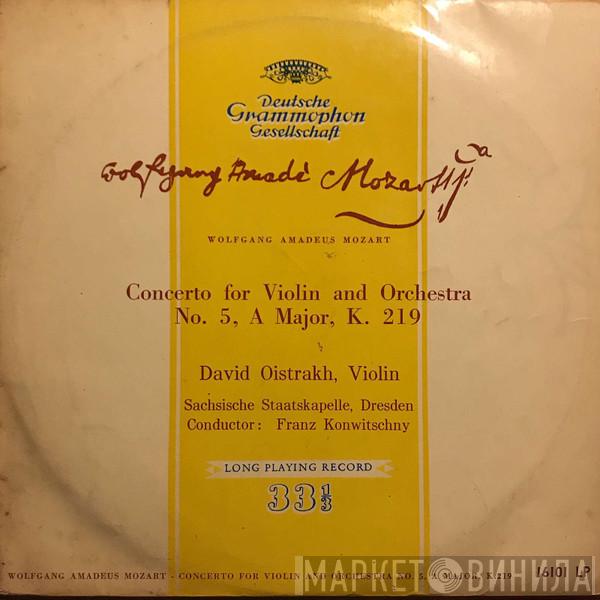 Deutsche
Grammophon
Gesellschaft
Wolfgang Amadè Mozart
WOLFGANG AMADEUS MOZART
Concerto for Violin and Orchestra
No. 5, A Major, K. 219
David Oistrakh, Violin
Sachsische Staatskapelle, Dresden
Conductor: Franz Konwitschny
LONG PLAYING RECORD
33 1/3
WOLFGANG AMADEUS MOZART - CONCERTO FOR VIOLIN AND ORCHESTRA NO. 5, A MAJOR, K. 219
16101 LP
МАРКЕТ ВИНИЛА